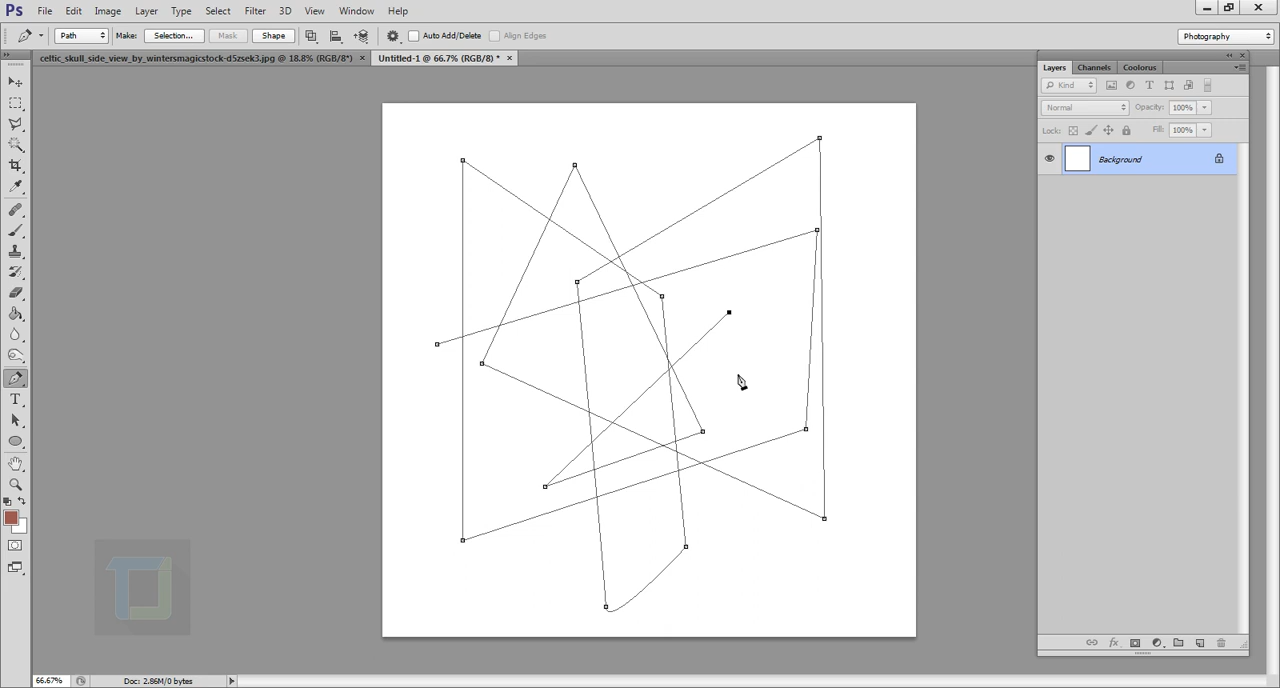 Ps File Edit Image Layer Type Select Filter 3D View Window Help
Path Make: Selection... Mask Shape Auto Add/Delete Align Edges Photography
celtic_skull_side_view_by_wintersmagicstock-d5zsek3.jpg @ 18.8% (RGB/8*) × Untitled-1 @ 66.7% (RGB/8) * ×
Layers Channels Coolorus
Kind
Normal Opacity: 100%
Lock: Fill: 100%
Background
T
fx
66.67% Doc: 2.86M/0 bytes